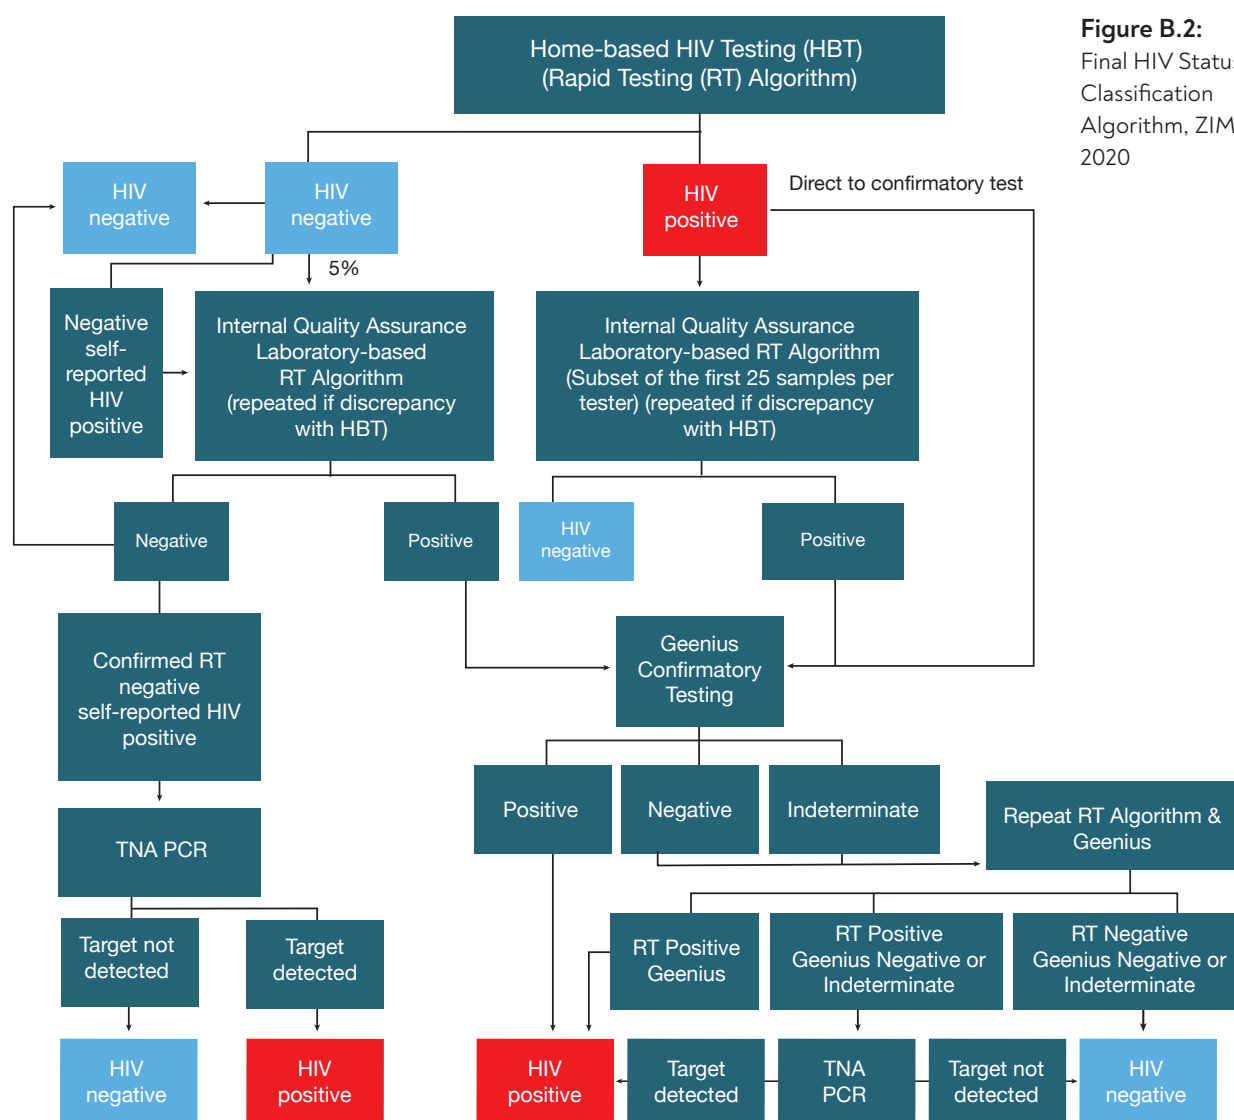 Figure B.2:
Final HIV Status
Classification
Algorithm, ZIM
2020
Home-based HIV Testing (HBT)
(Rapid Testing (RT) Algorithm)
HIV
negative
HIV
negative
HIV
positive
Direct to confirmatory test
5%
Negative
self-
reported
HIV
positive
Internal Quality Assurance
Laboratory-based
RT Algorithm
(repeated if discrepancy
with HBT)
Internal Quality Assurance
Laboratory-based RT Algorithm
(Subset of the first 25 samples per
tester) (repeated if discrepancy
with HBT)
Negative
Positive
HIV
negative
Positive
Confirmed RT
negative
self-reported HIV
positive
Geenius
Confirmatory
Testing
Positive
Negative
Indeterminate
Repeat RT Algorithm &
Geenius
TNA PCR
Target not
detected
Target
detected
RT Positive
Geenius
RT Positive
Geenius Negative or
Indeterminate
RT Negative
Geenius Negative or
Indeterminate
HIV
negative
HIV
positive
HIV
positive
Target
detected
TNA
PCR
Target not
detected
HIV
negative